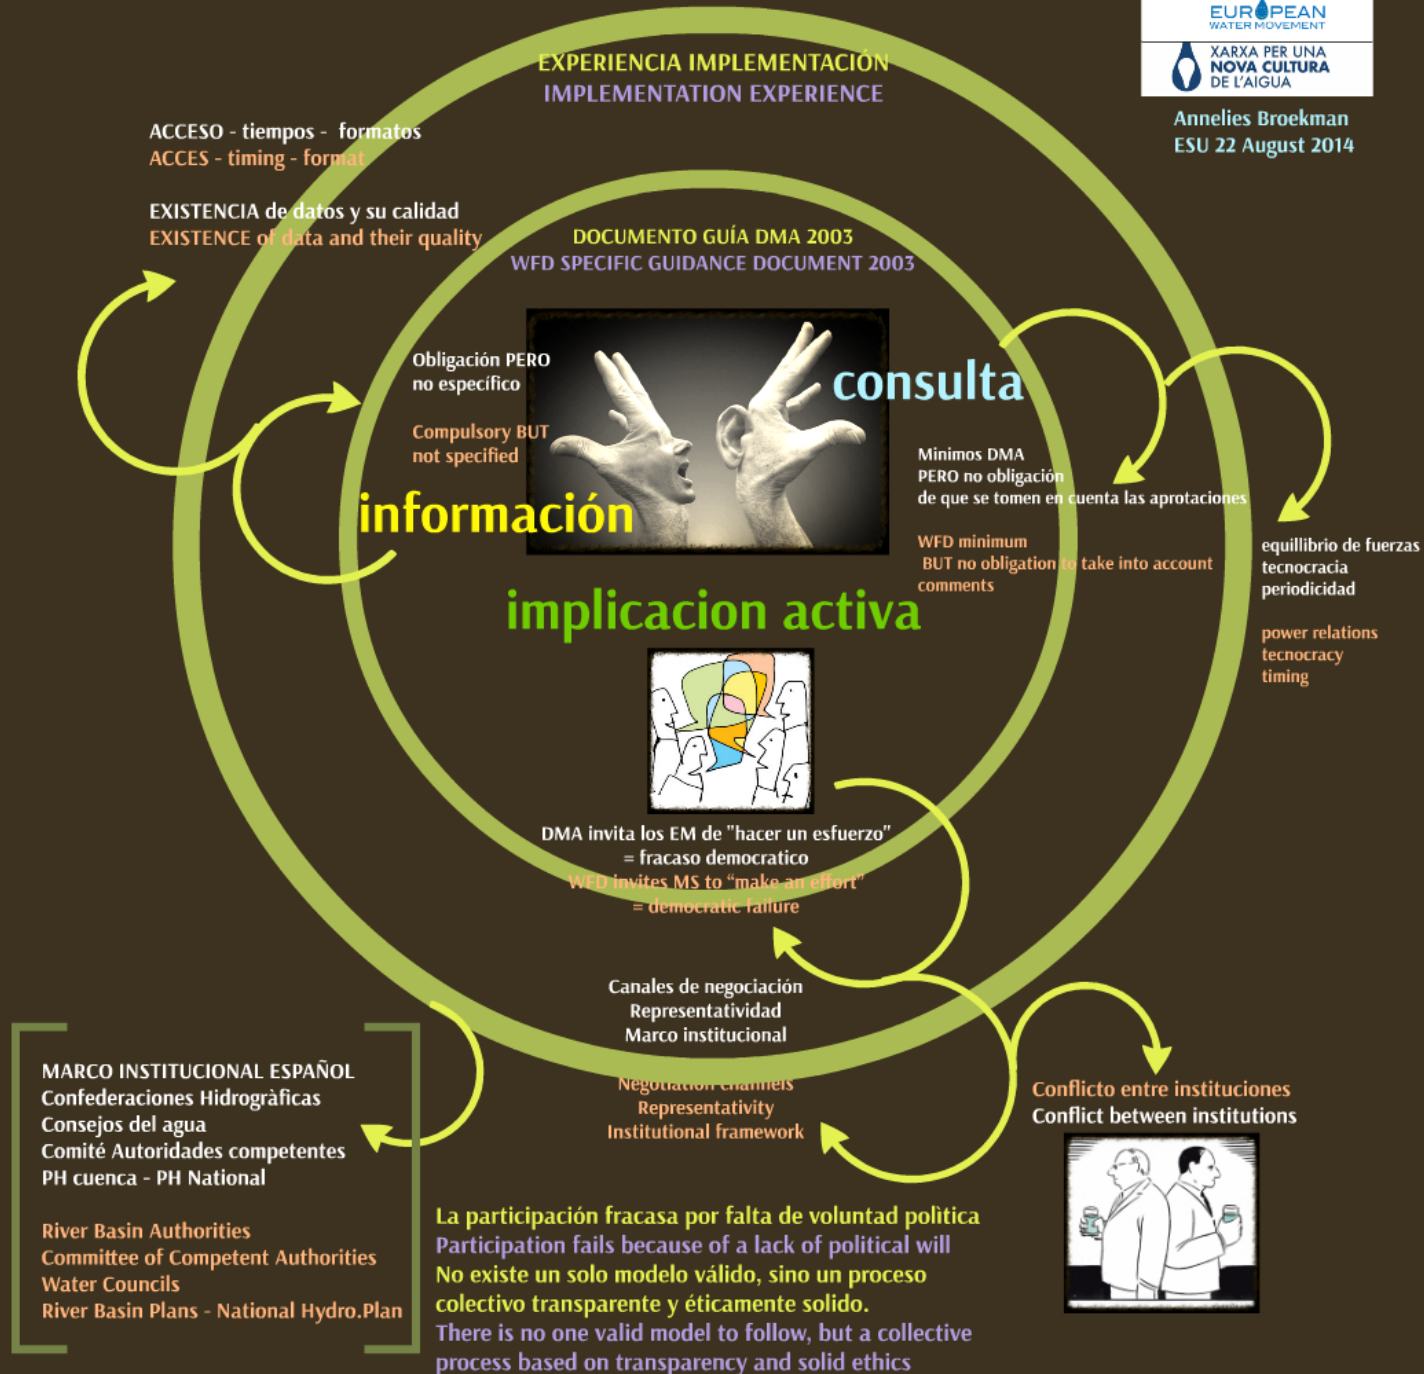 EUROPEAN
WATER MOVEMENT
XARXA PER UNA
NOVA CULTURA
DE L'AIGUA
Annelies Broekman
ESU 22 August 2014
EXPERIENCIA IMPLEMENTACIÓN
IMPLEMENTATION EXPERIENCE
ACCESO - tiempos - formatos
ACCES - timing - format
EXISTENCIA de datos y su calidad
EXISTENCE of data and their quality
DOCUMENTO GUÍA DMA 2003
WFD SPECIFIC GUIDANCE DOCUMENT 2003
Obligación PERO
no específico
Compulsory BUT
not specified
información
consulta
Minimos DMA
PERO no obligación
de que se tomen en cuenta las aprotaciones
WFD minimum
BUT no obligation to take into account
comments
equillibrio de fuerzas
tecnocracia
periodicidad
power relations
tecnocracy
timing
implicacion activa
DMA invita los EM de "hacer un esfuerzo"
= fracaso democratico
WFD invites MS to “make an effort”
= democratic failure
Canales de negociación
Representatividad
Marco institucional
Negotiation channels
Representativity
Institutional framework
Conflicto entre instituciones
Conflict between institutions
MARCO INSTITUCIONAL ESPAÑOL
Confederaciones Hidrogràficas
Consejos del agua
Comité Autoridades competentes
PH cuenca - PH National
River Basin Authorities
Committee of Competent Authorities
Water Councils
River Basin Plans - National Hydro.Plan
La participación fracasa por falta de voluntad polìtica
Participation fails because of a lack of political will
No existe un solo modelo válido, sino un proceso
colectivo transparente y éticamente solido.
There is no one valid model to follow, but a collective
process based on transparency and solid ethics